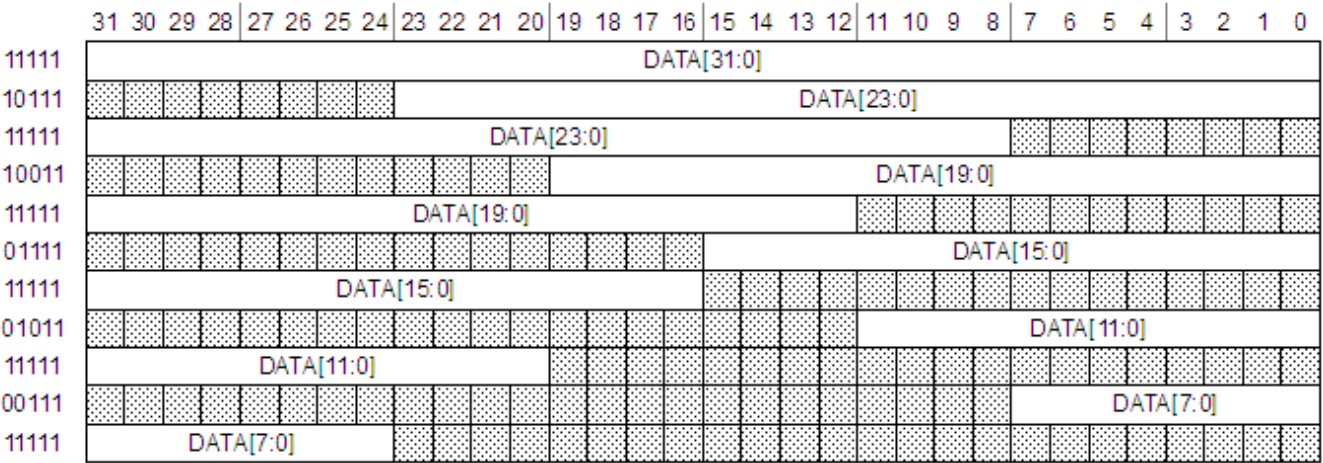 31 30 29 28 27 26 25 24 23 22 21 20 19 18 17 16 15 14 13 12 11 10 9 8 7 6 5 4 3 2 1 0
11111 DATA[31:0]
10111 DATA[23:0]
11111 DATA[23:0]
10011 DATA[19:0]
11111 DATA[19:0]
01111 DATA[15:0]
11111 DATA[15:0]
01011 DATA[11:0]
11111 DATA[11:0]
00111 DATA[7:0]
11111 DATA[7:0]